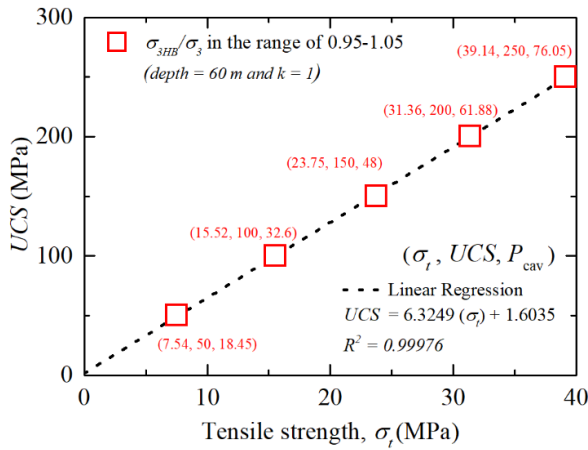 300
200
100
0
UCS (MPa)
σ3HB/σ3 in the range of 0.95-1.05
(depth = 60 m and k = 1)
(39.14, 250, 76.05)
(31.36, 200, 61.88)
(23.75, 150, 48)
(15.52, 100, 32.6)
(7.54, 50, 18.45)
(σt, UCS, Pcav)
Linear Regression
UCS = 6.3249 (σt) + 1.6035
R² = 0.99976
0 10 20 30 40
Tensile strength, σt (MPa)